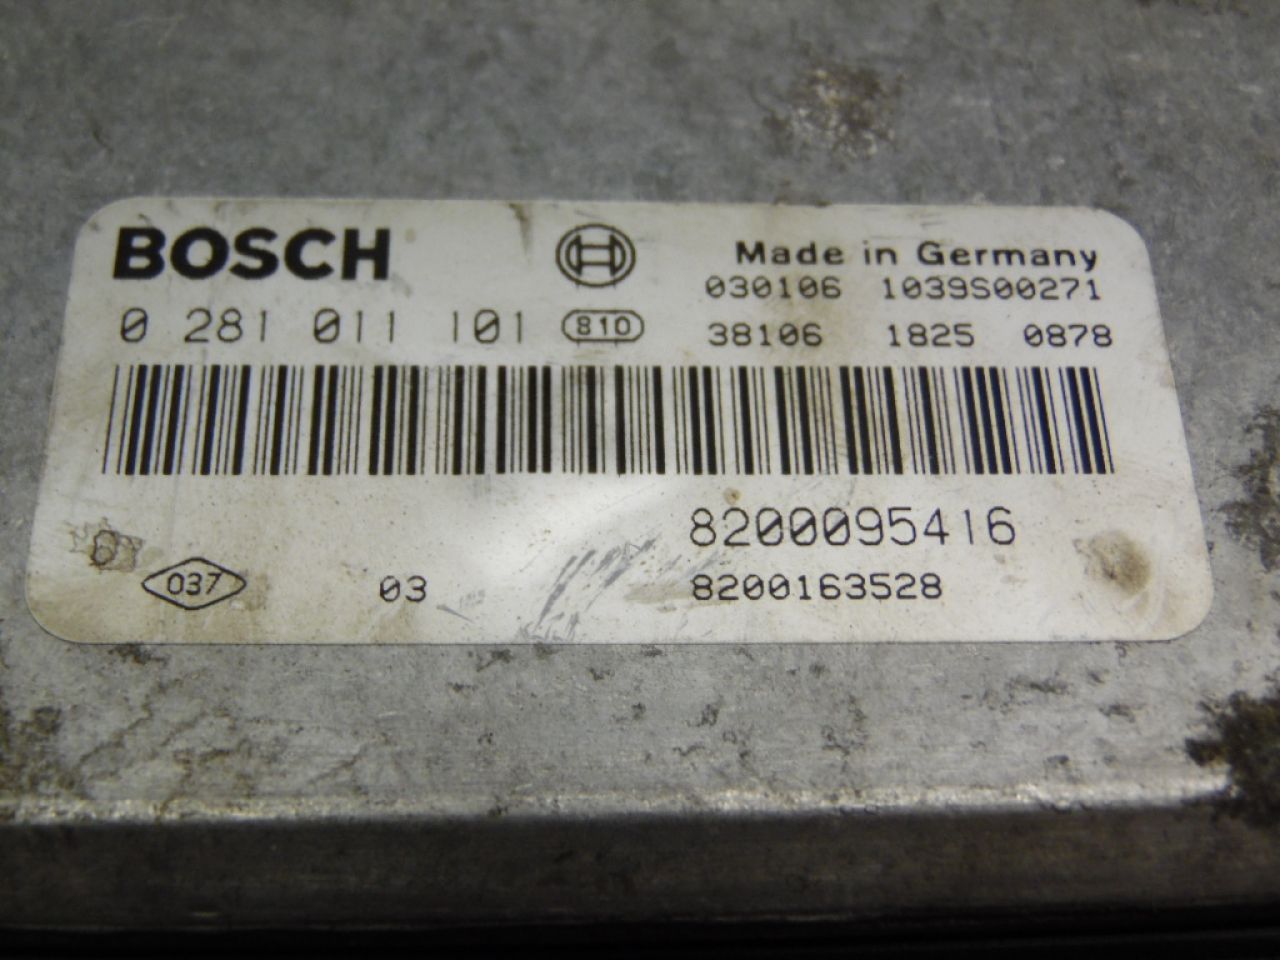 BOSCH
Made in Germany
030106 1039S00271
0 281 011 101 810
38106 1825 0878
8200095416
037 03 8200163528